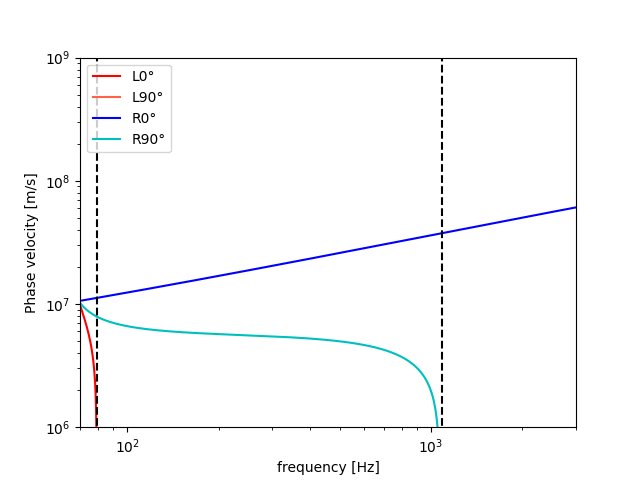 10⁹
10⁸
10⁷
10⁶
Phase velocity [m/s]
L0°
L90°
R0°
R90°
10² 10³
frequency [Hz]